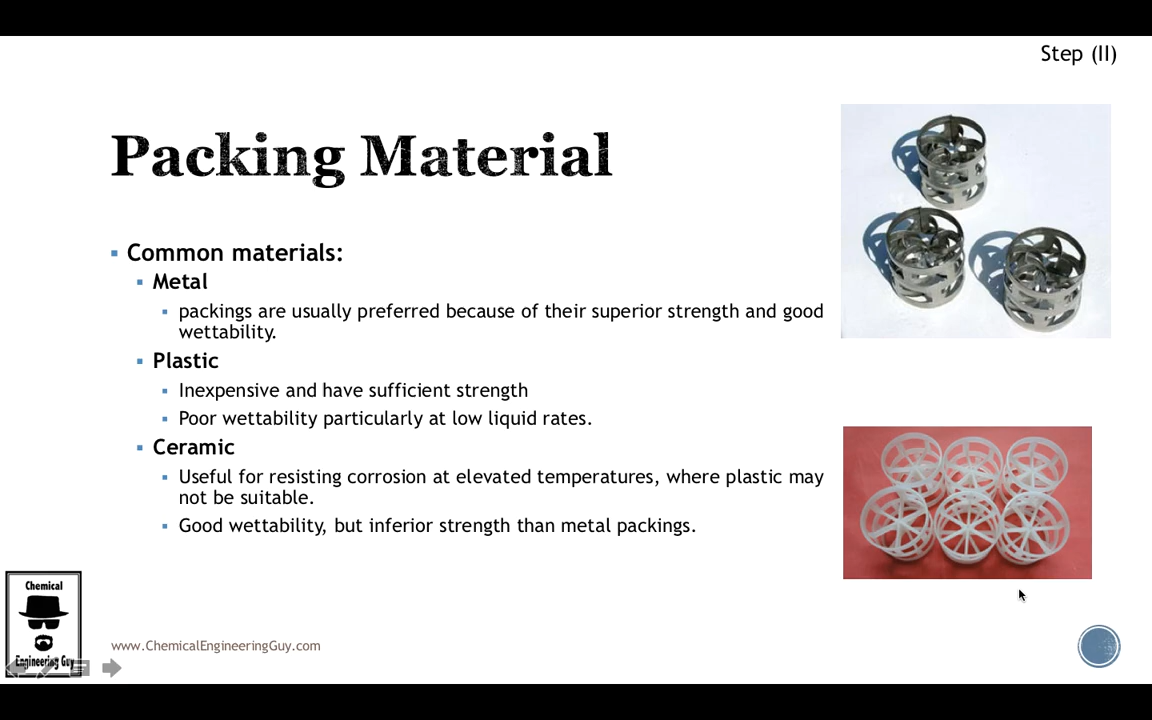 Step (II)
Packing Material
Common materials:
Metal
packings are usually preferred because of their superior strength and good
wettability.
Plastic
Inexpensive and have sufficient strength
Poor wettability particularly at low liquid rates.
Ceramic
Useful for resisting corrosion at elevated temperatures, where plastic may
not be suitable.
Good wettability, but inferior strength than metal packings.
Chemical
Engineering Guy
www.ChemicalEngineeringGuy.com